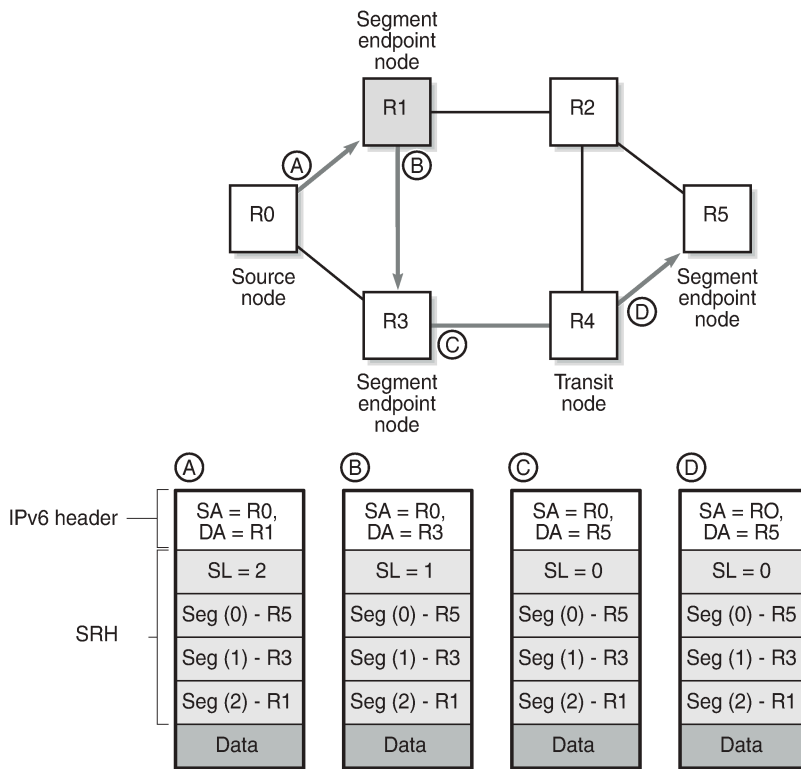 Segment
endpoint
node
R1
R2
A
B
R0
R5
Source
node
Segment
endpoint
node
R3
R4
C
D
Segment
endpoint
node
Transit
node
A
B
C
D
IPv6 header
SA = R0,
DA = R1
SA = R0,
DA = R3
SA = R0,
DA = R5
SA = RO,
DA = R5
SRH
SL = 2
SL = 1
SL = 0
SL = 0
Seg (0) - R5
Seg (0) - R5
Seg (0) - R5
Seg (0) - R5
Seg (1) - R3
Seg (1) - R3
Seg (1) - R3
Seg (1) - R3
Seg (2) - R1
Seg (2) - R1
Seg (2) - R1
Seg (2) - R1
Data
Data
Data
Data